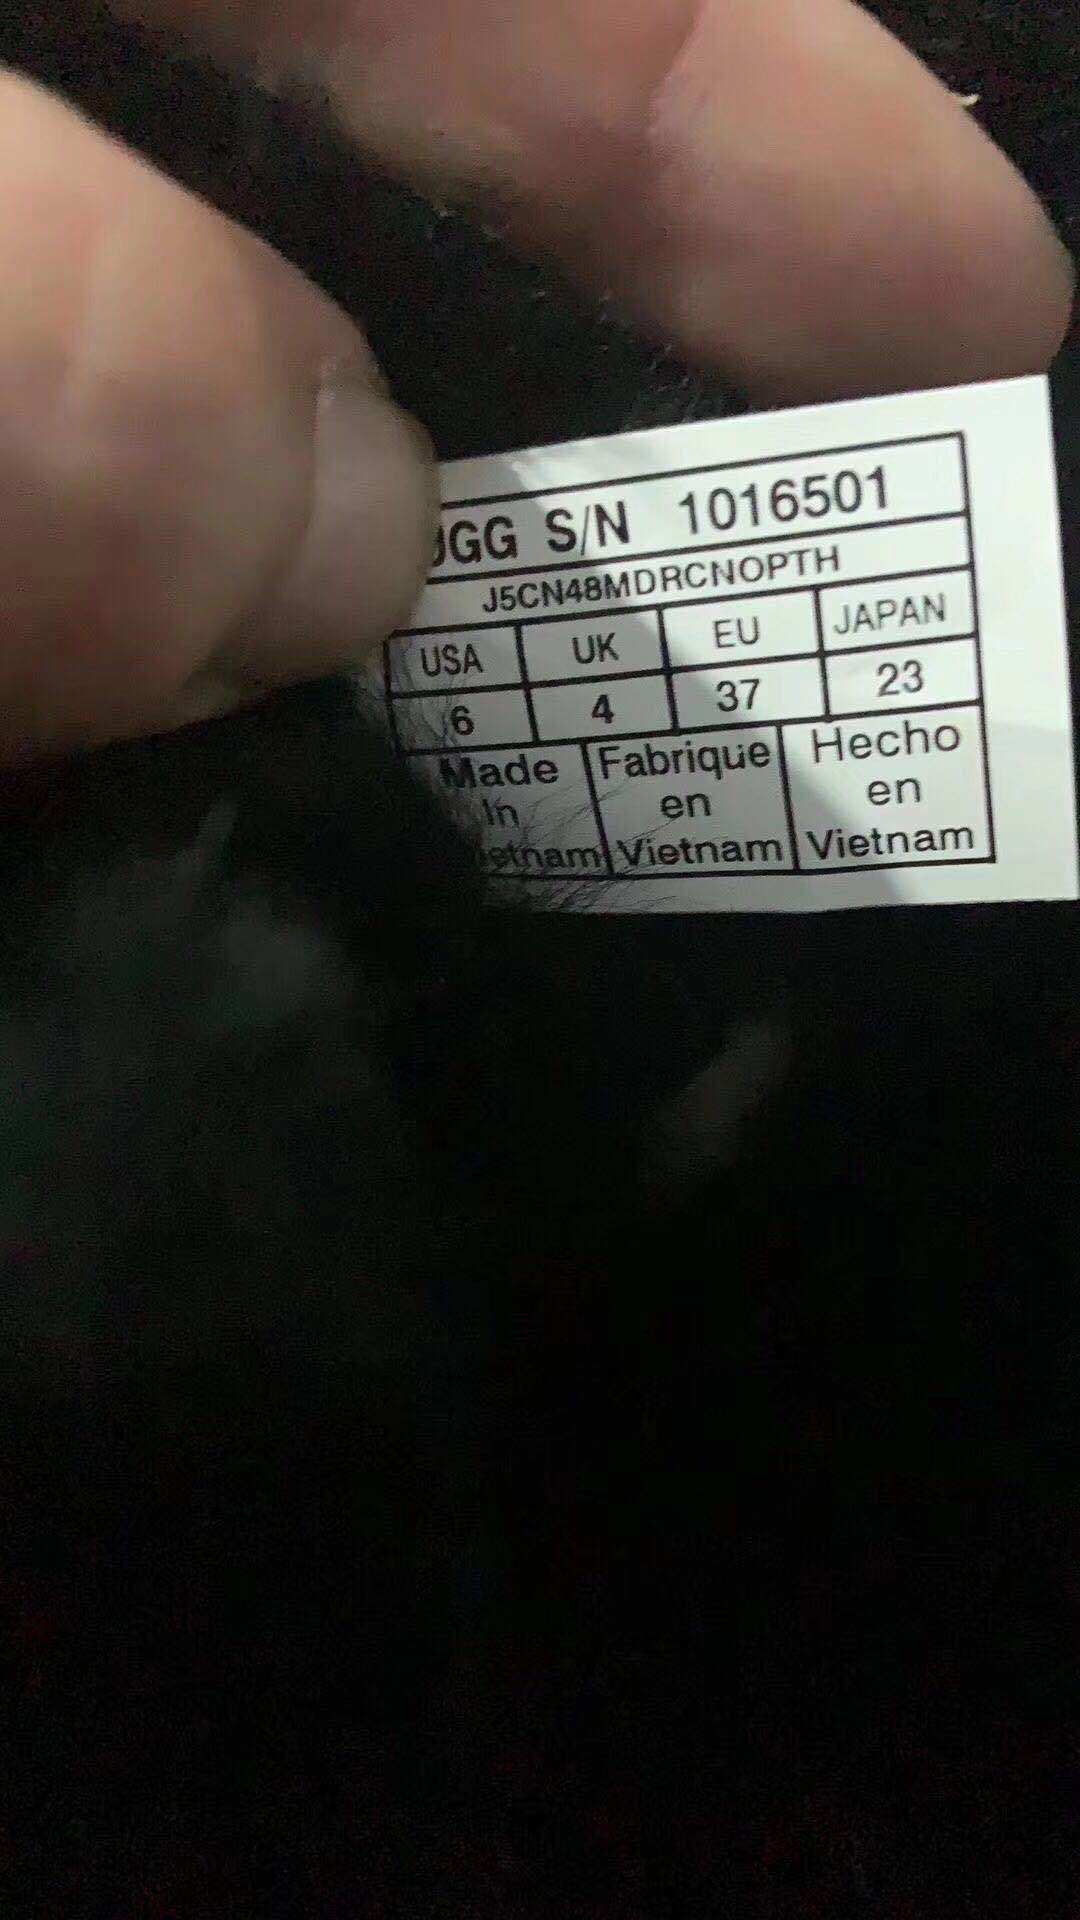 UGG S/N 1016501
J5CN48MDRCNOPTH
USA UK EU JAPAN
6 4 37 23
Made Fabrique Hecho
In en en
Vietnam Vietnam Vietnam